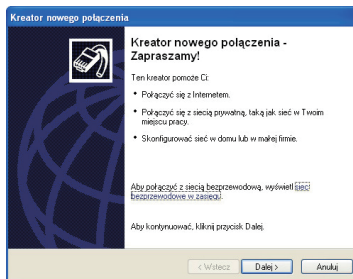 Kreator nowego połączenia
Kreator nowego połączenia -
Zapraszamy!
Ten kreator pomoże Ci:
• Połączyć się z Internetem.
• Połączyć się z siecią prywatną, taką jak sieć w Twoim
miejscu pracy.
• Skonfigurować sieć w domu lub w małej firmie.
Aby połączyć z siecią bezprzewodową, wyświetl sieci
bezprzewodowe w zasięgu.
Aby kontynuować, kliknij przycisk Dalej.
< Wstecz
Dalej >
Anuluj